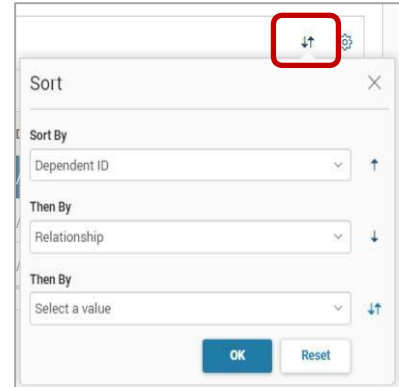 Sort
Sort By
Dependent ID
Then By
Relationship
Then By
Select a value
OK Reset